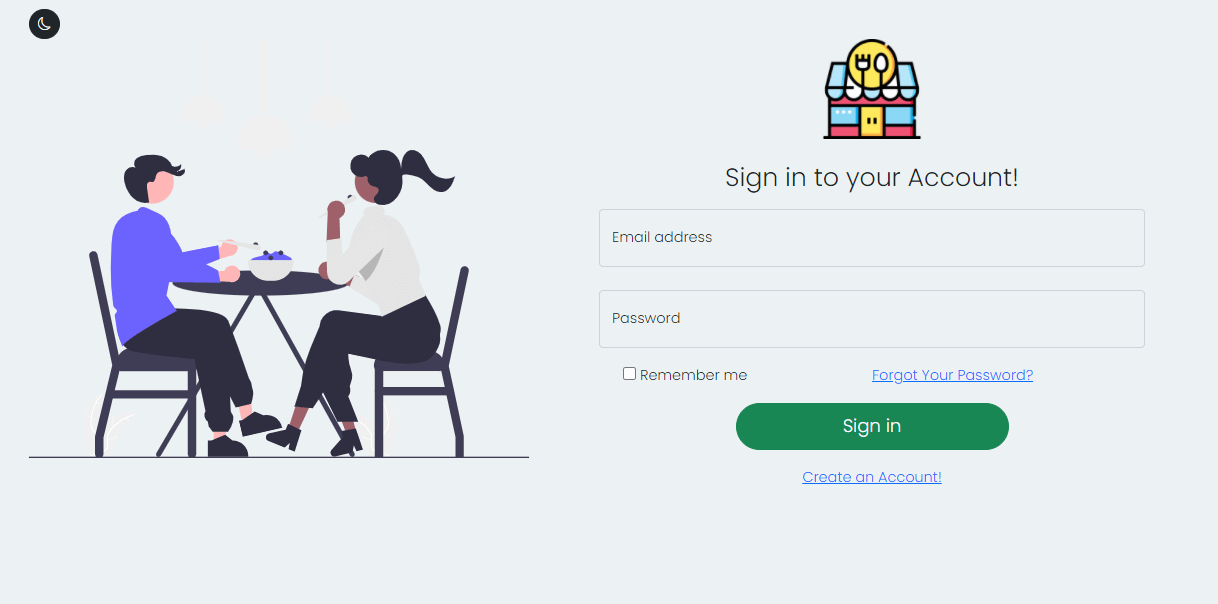 Sign in to your Account!
Email address
Password
Remember me
Forgot Your Password?
Sign in
Create an Account!